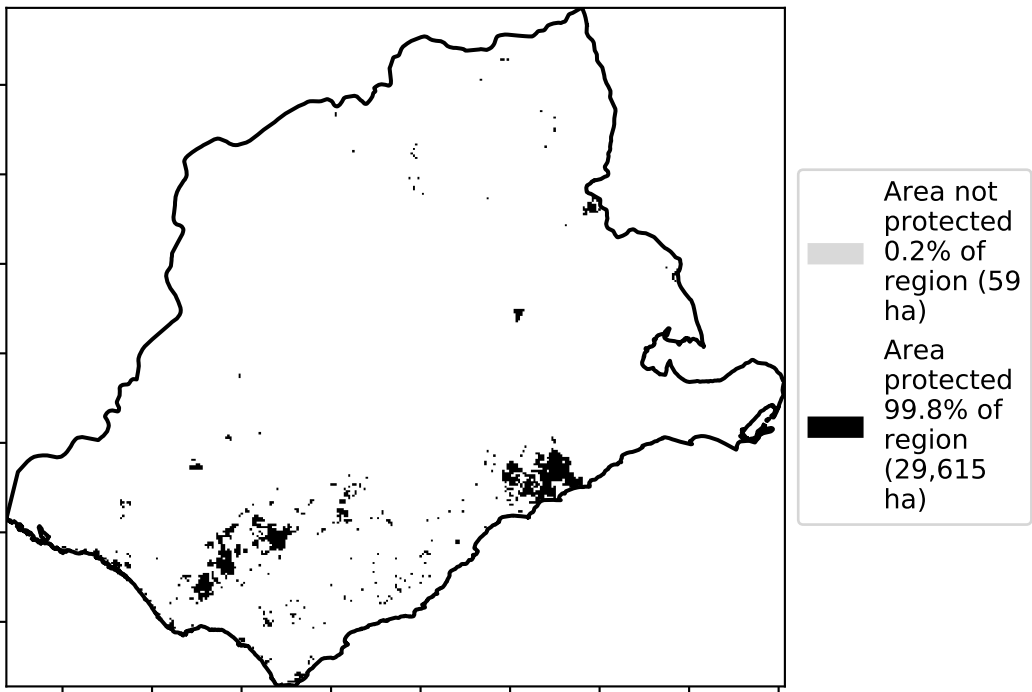 Area not
protected
0.2% of
region (59
ha)
Area
protected
99.8% of
region
(29,615
ha)